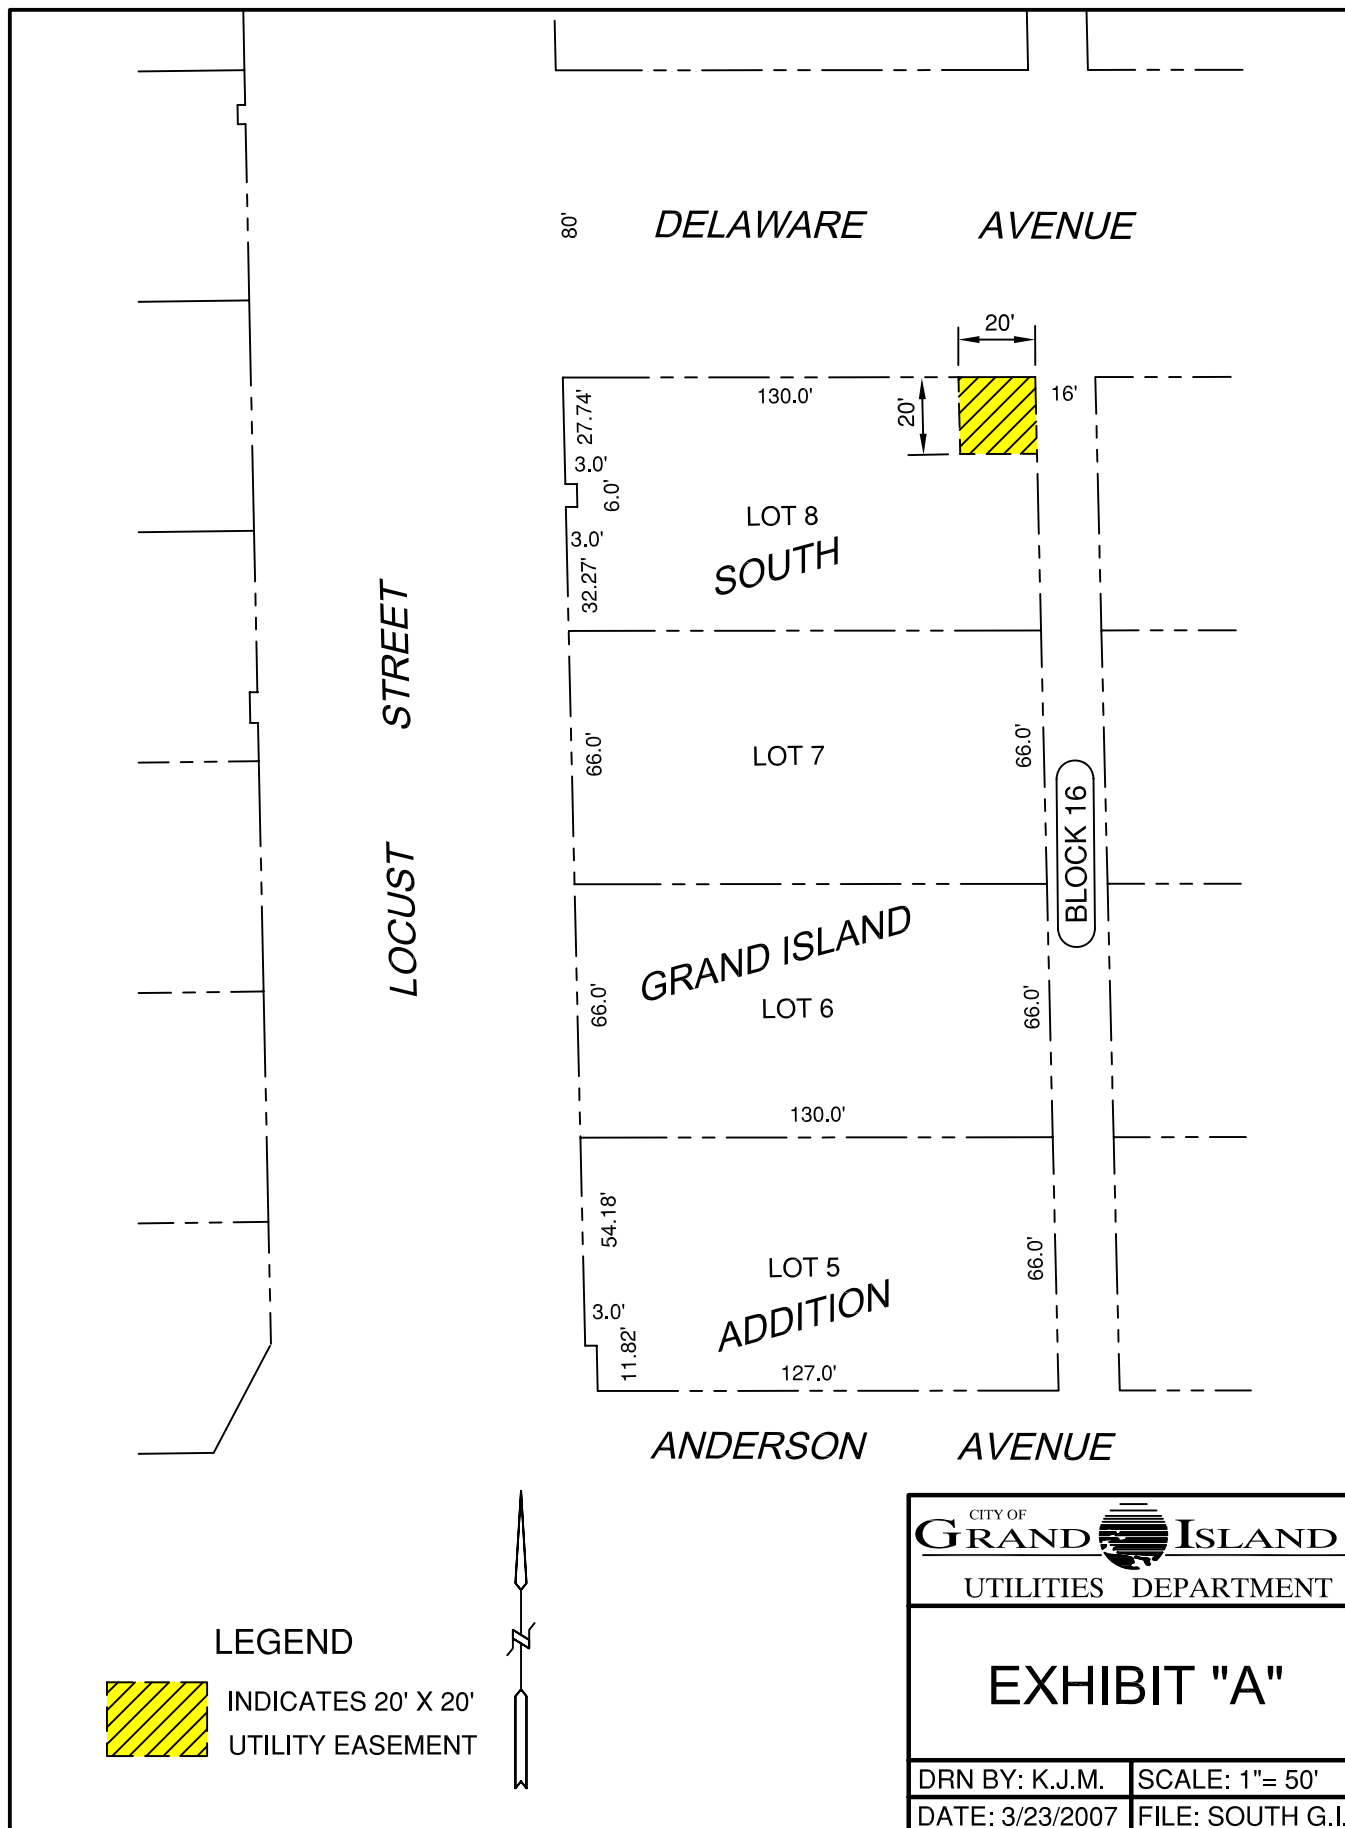 80'
DELAWARE AVENUE
20'
130.0'
16'
20'
27.74'
3.0'
6.0'
LOT 8
3.0'
SOUTH
32.27'
STREET
66.0'
LOT 7
66.0'
BLOCK 16
LOCUST
GRAND ISLAND
66.0'
LOT 6
66.0'
130.0'
54.18'
66.0'
LOT 5
3.0'
ADDITION
11.82'
127.0'
ANDERSON AVENUE
CITY OF
GRAND ISLAND
UTILITIES DEPARTMENT
N
LEGEND
EXHIBIT "A"
INDICATES 20' X 20'
UTILITY EASEMENT
DRN BY: K.J.M. SCALE: 1"= 50'
DATE: 3/23/2007 FILE: SOUTH G.I.